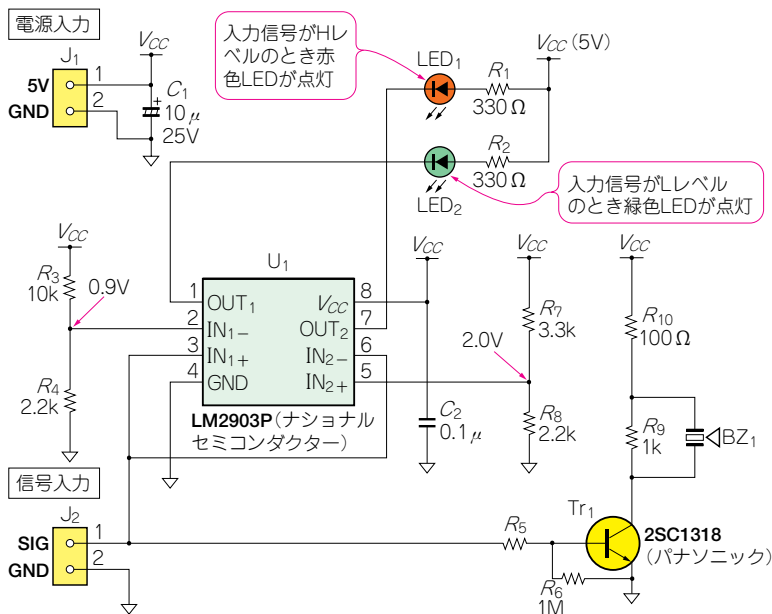 電源入力
J1
5V
GND
1
2
VCC
C1
10μ
25V
入力信号がHレ
ベルのとき赤
色LEDが点灯
LED1
R1
330Ω
VCC (5V)
R2
330Ω
LED2
入力信号がLレベル
のとき緑色LEDが点灯
VCC
R3
10k
0.9V
R4
2.2k
U1
1
2
3
4
OUT1
IN1−
IN1+
GND
VCC
OUT2
IN2−
IN2+
8
7
6
5
LM2903P(ナショナル
セミコンダクター)
VCC
C2
0.1μ
VCC
R7
3.3k
2.0V
R8
2.2k
VCC
R10
100Ω
R9
1k
BZ1
信号入力
J2
SIG
GND
1
2
R5
R6
1M
Tr1
2SC1318
(パナソニック)